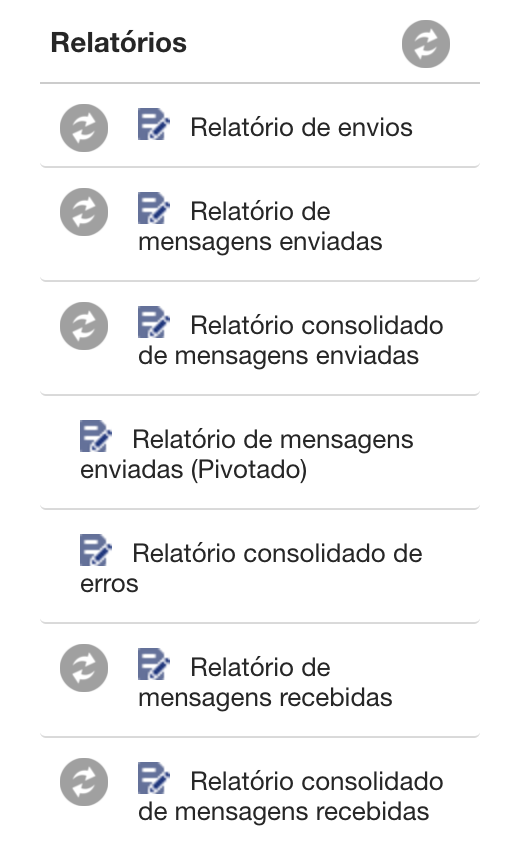 Relatórios
Relatório de envios
Relatório de
mensagens enviadas
Relatório consolidado
de mensagens enviadas
Relatório de mensagens
enviadas (Pivotado)
Relatório consolidado de
erros
Relatório de
mensagens recebidas
Relatório consolidado
de mensagens recebidas